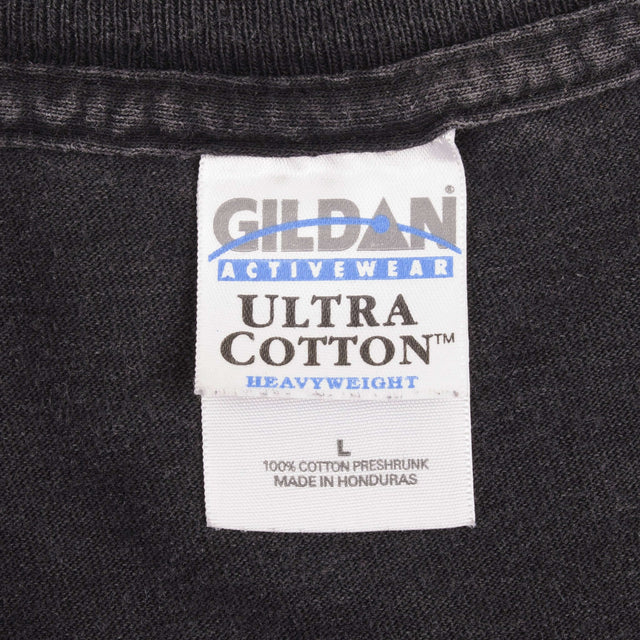 GILDAN®
ACTIVEWEAR
ULTRA
COTTON™
HEAVYWEIGHT
L
100% COTTON PRESHRUNK
MADE IN HONDURAS